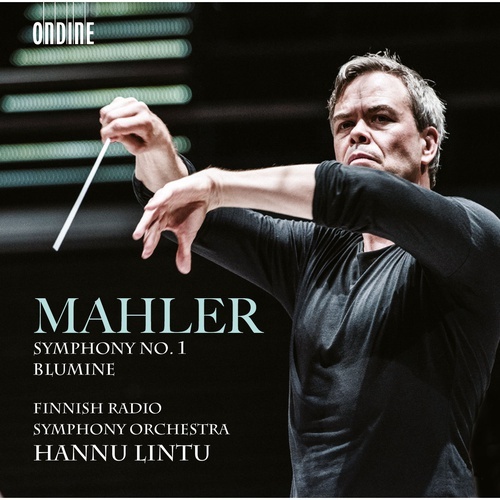 ONDINE
MAHLER
SYMPHONY NO. 1
BLUMINE
FINNISH RADIO
SYMPHONY ORCHESTRA
HANNU LINTU